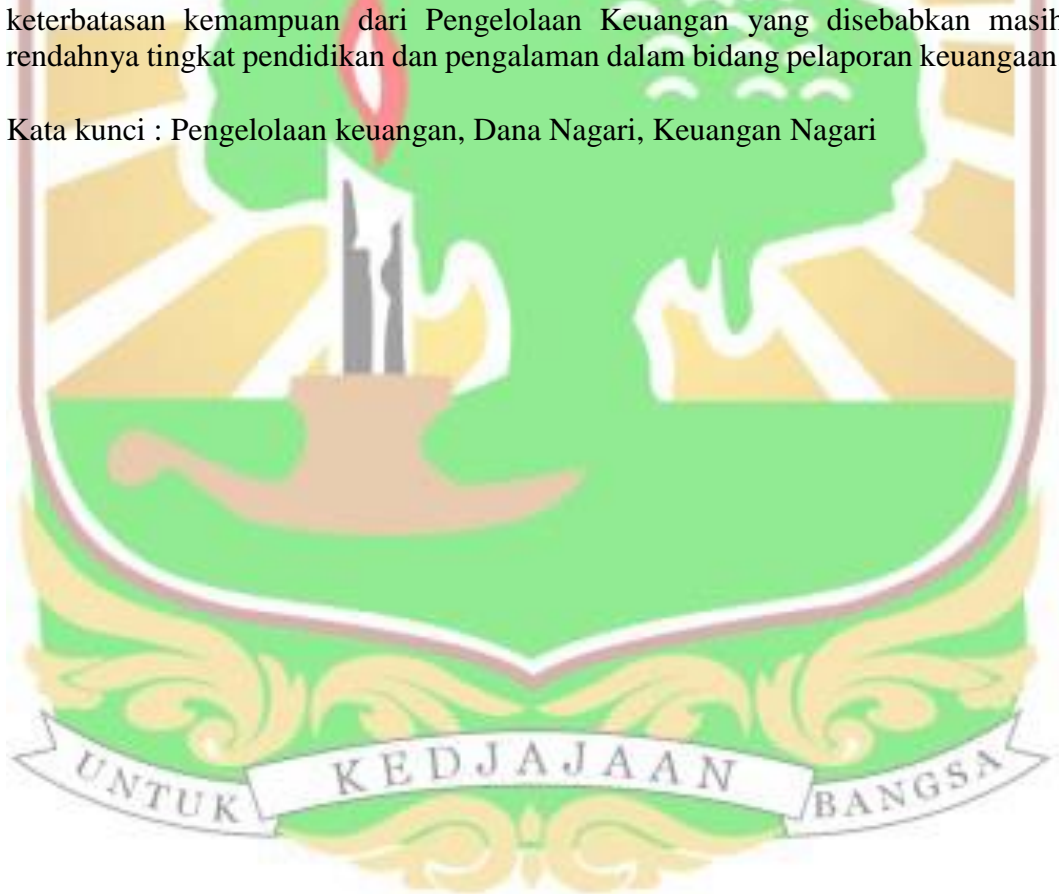 keterbatasan kemampuan dari Pengelolaan Keuangan yang disebabkan masih
rendahnya tingkat pendidikan dan pengalaman dalam bidang pelaporan keuangaan
Kata kunci : Pengelolaan keuangan, Dana Nagari, Keuangan Nagari
UNTUK KEDJAJAAN BANGSA